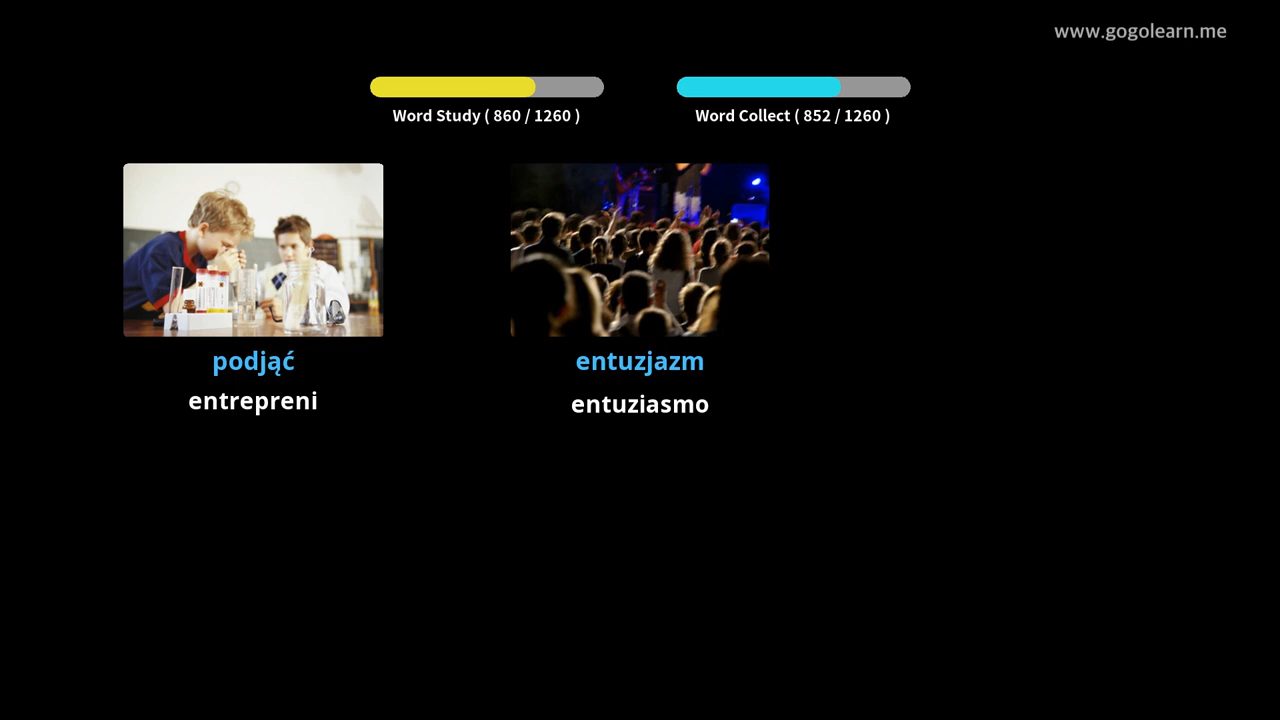 www.gogolearn.me
Word Study ( 860 / 1260 )
Word Collect ( 852 / 1260 )
podjąć
entrepreni
entuzjazm
entuziasmo